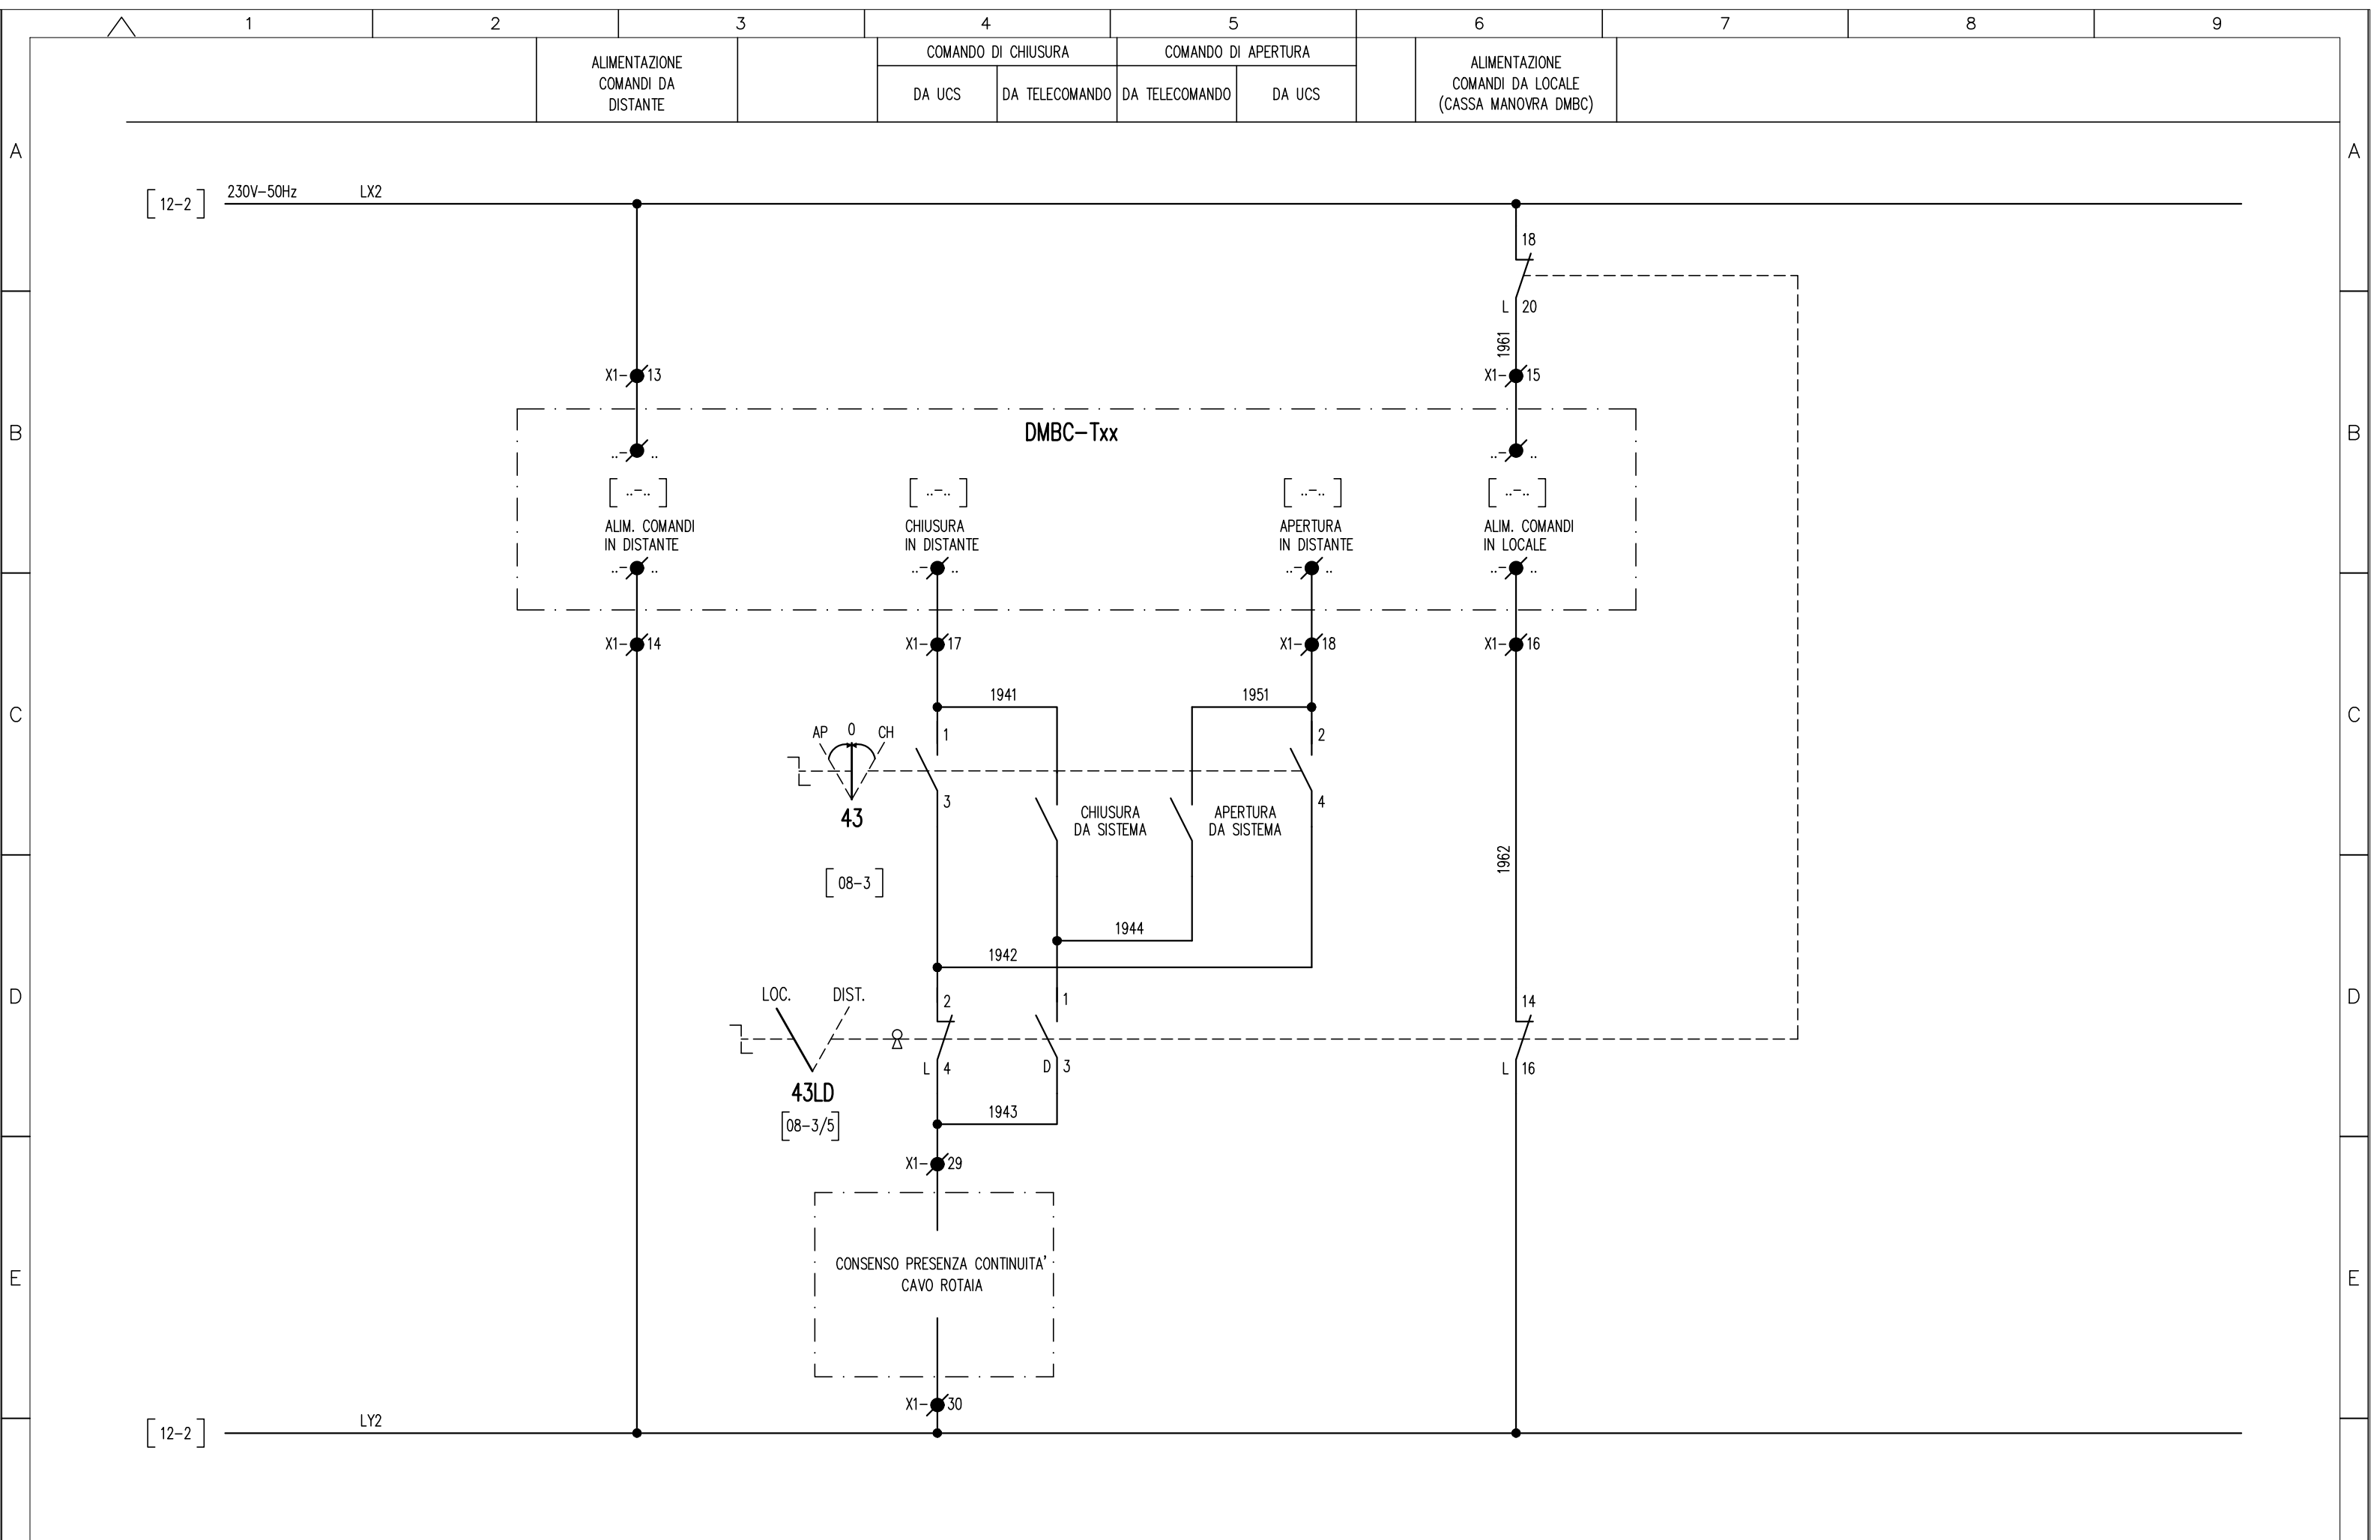 1 2 3 4 5 6 7 8 9
ALIMENTAZIONE
COMANDI DA
DISTANTE
COMANDO DI CHIUSURA
DA UCS
DA TELECOMANDO
COMANDO DI APERTURA
DA TELECOMANDO
DA UCS
ALIMENTAZIONE
COMANDI DA LOCALE
(CASSA MANOVRA DMBC)
A
A
[12-2] 230V-50Hz LX2
18
L 20
1961
X1- 13
X1- 15
B
B
DMBC-Txx
..- ..
..- ..
[..-..]
[..-..]
[..-..]
[..-..]
ALIM. COMANDI
IN DISTANTE
CHIUSURA
IN DISTANTE
APERTURA
IN DISTANTE
ALIM. COMANDI
IN LOCALE
..- ..
..- ..
..- ..
..- ..
X1- 14
X1- 17
X1- 18
X1- 16
1941
1951
C
C
AP 0 CH
1
2
3
4
43
CHIUSURA
DA SISTEMA
APERTURA
DA SISTEMA
1962
[08-3]
1944
1942
D
D
LOC. DIST.
2
1
14
L 4
D 3
L 16
43LD
1943
[08-3/5]
X1- 29
CONSENSO PRESENZA CONTINUITA'
CAVO ROTAIA
E
E
X1- 30
[12-2] LY2